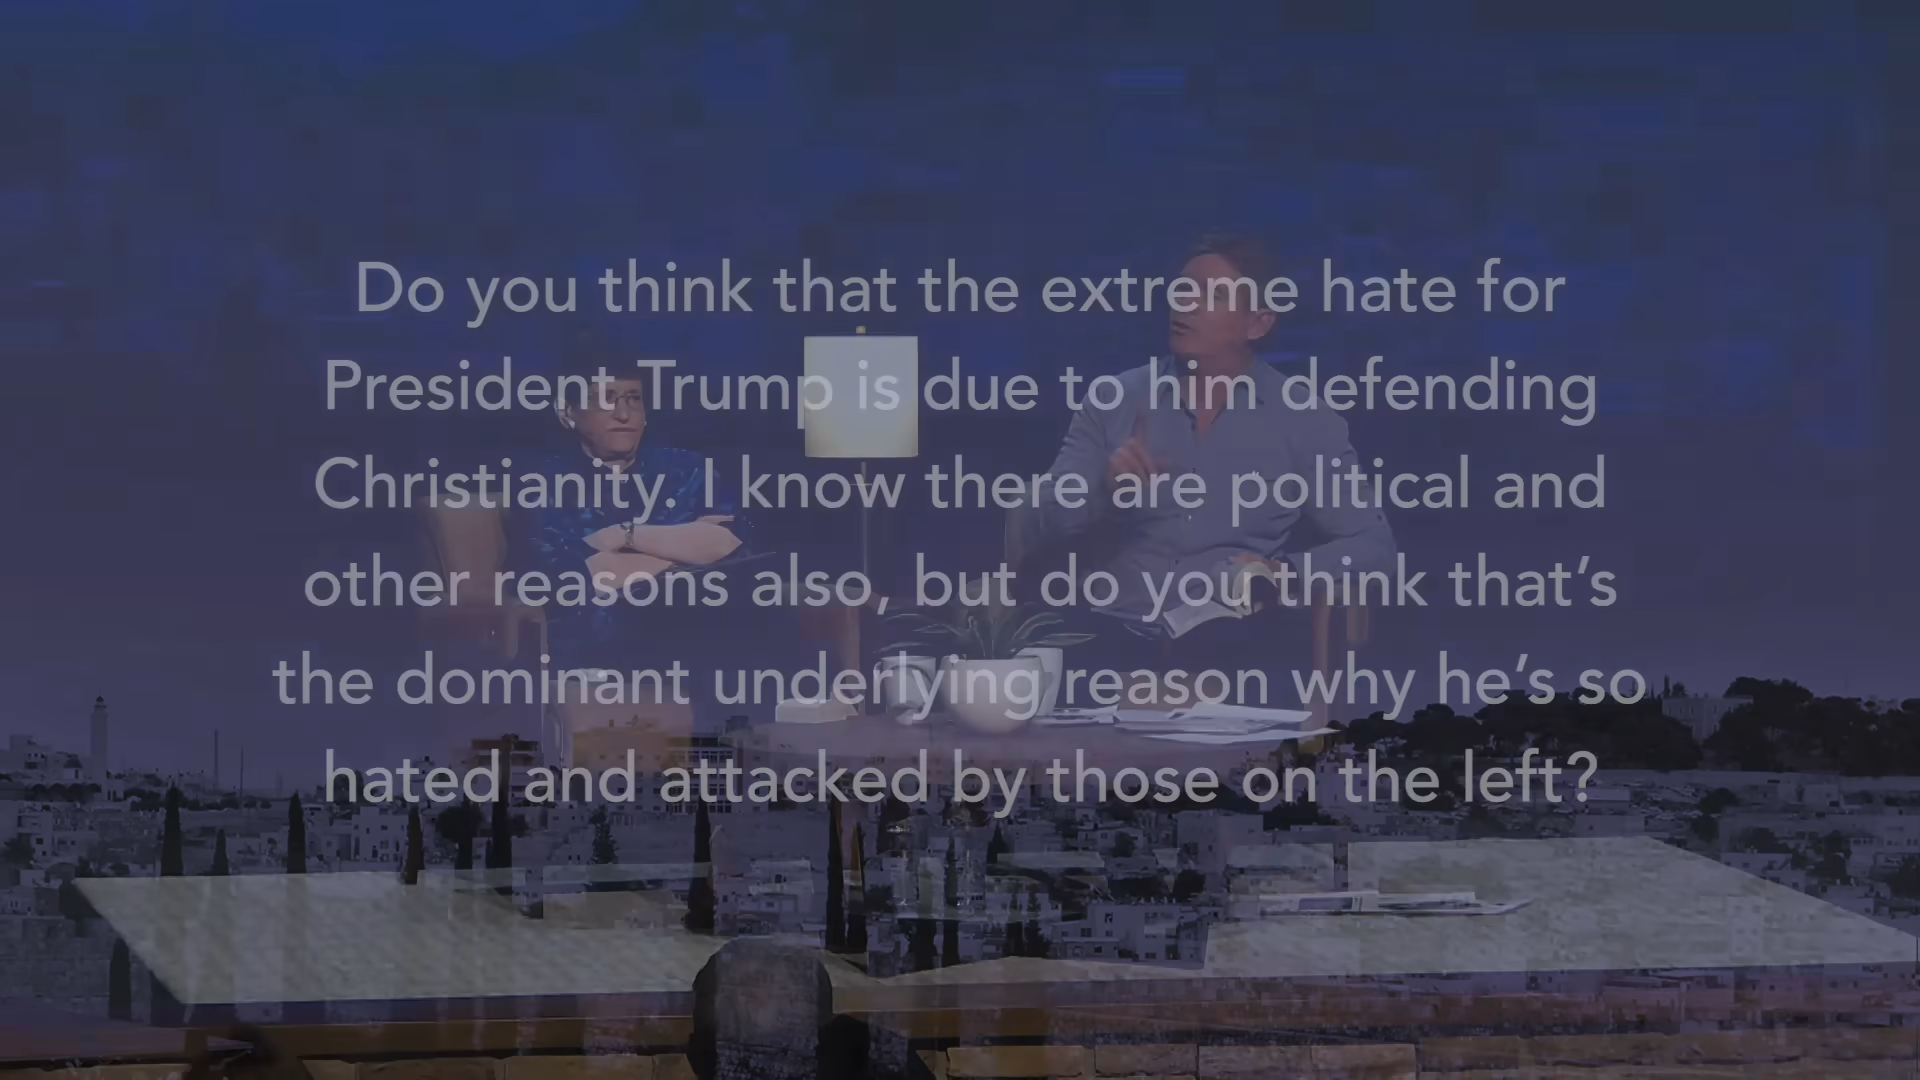 Do you think that the extreme hate for
President Trump is due to him defending
Christianity. I know there are political and
other reasons also, but do you think that’s
the dominant underlying reason why he’s so
hated and attacked by those on the left?